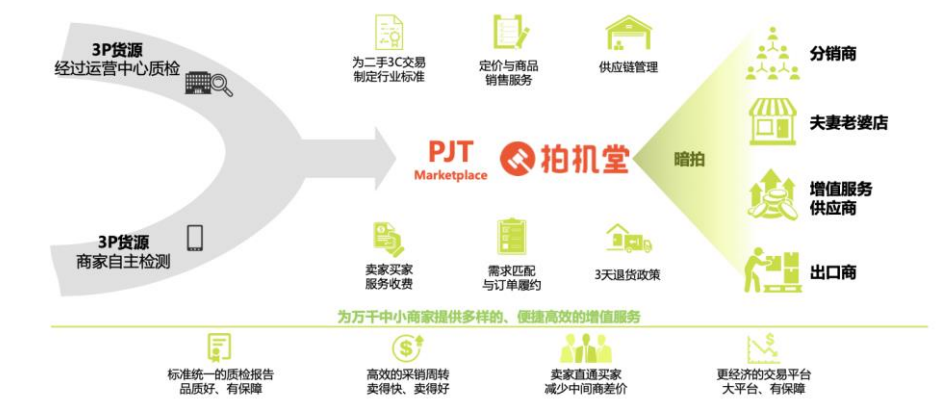 3P货源
经过运营中心质检
为二手3C交易
制定行业标准
定价与商品
销售服务
供应链管理
分销商
夫妻老婆店
PJT
Marketplace
拍机堂
暗拍
增值服务
供应商
3P货源
商家自主检测
卖家买家
服务收费
需求匹配
与订单履约
3天退货政策
出口商
为万千中小商家提供多样的、便捷高效的增值服务
标准统一的质检报告
品质好、有保障
高效的采销周转
卖得快、卖得好
卖家直通买家
减少中间商差价
更经济的交易平台
大平台、有保障